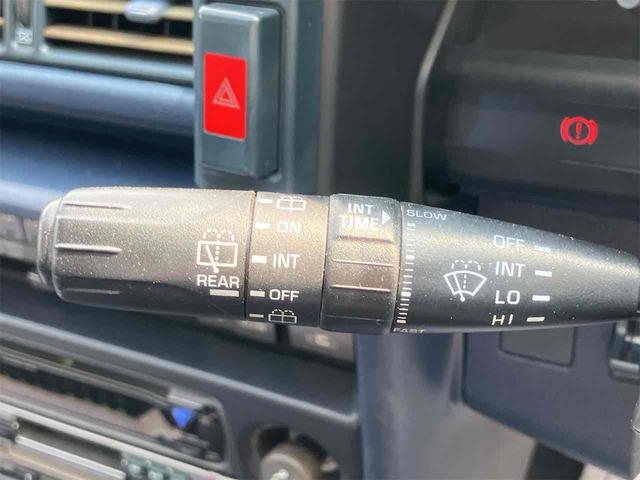 REAR
ON
INT
OFF
INT
TIME
SLOW
FAST
OFF
INT
LO
HI